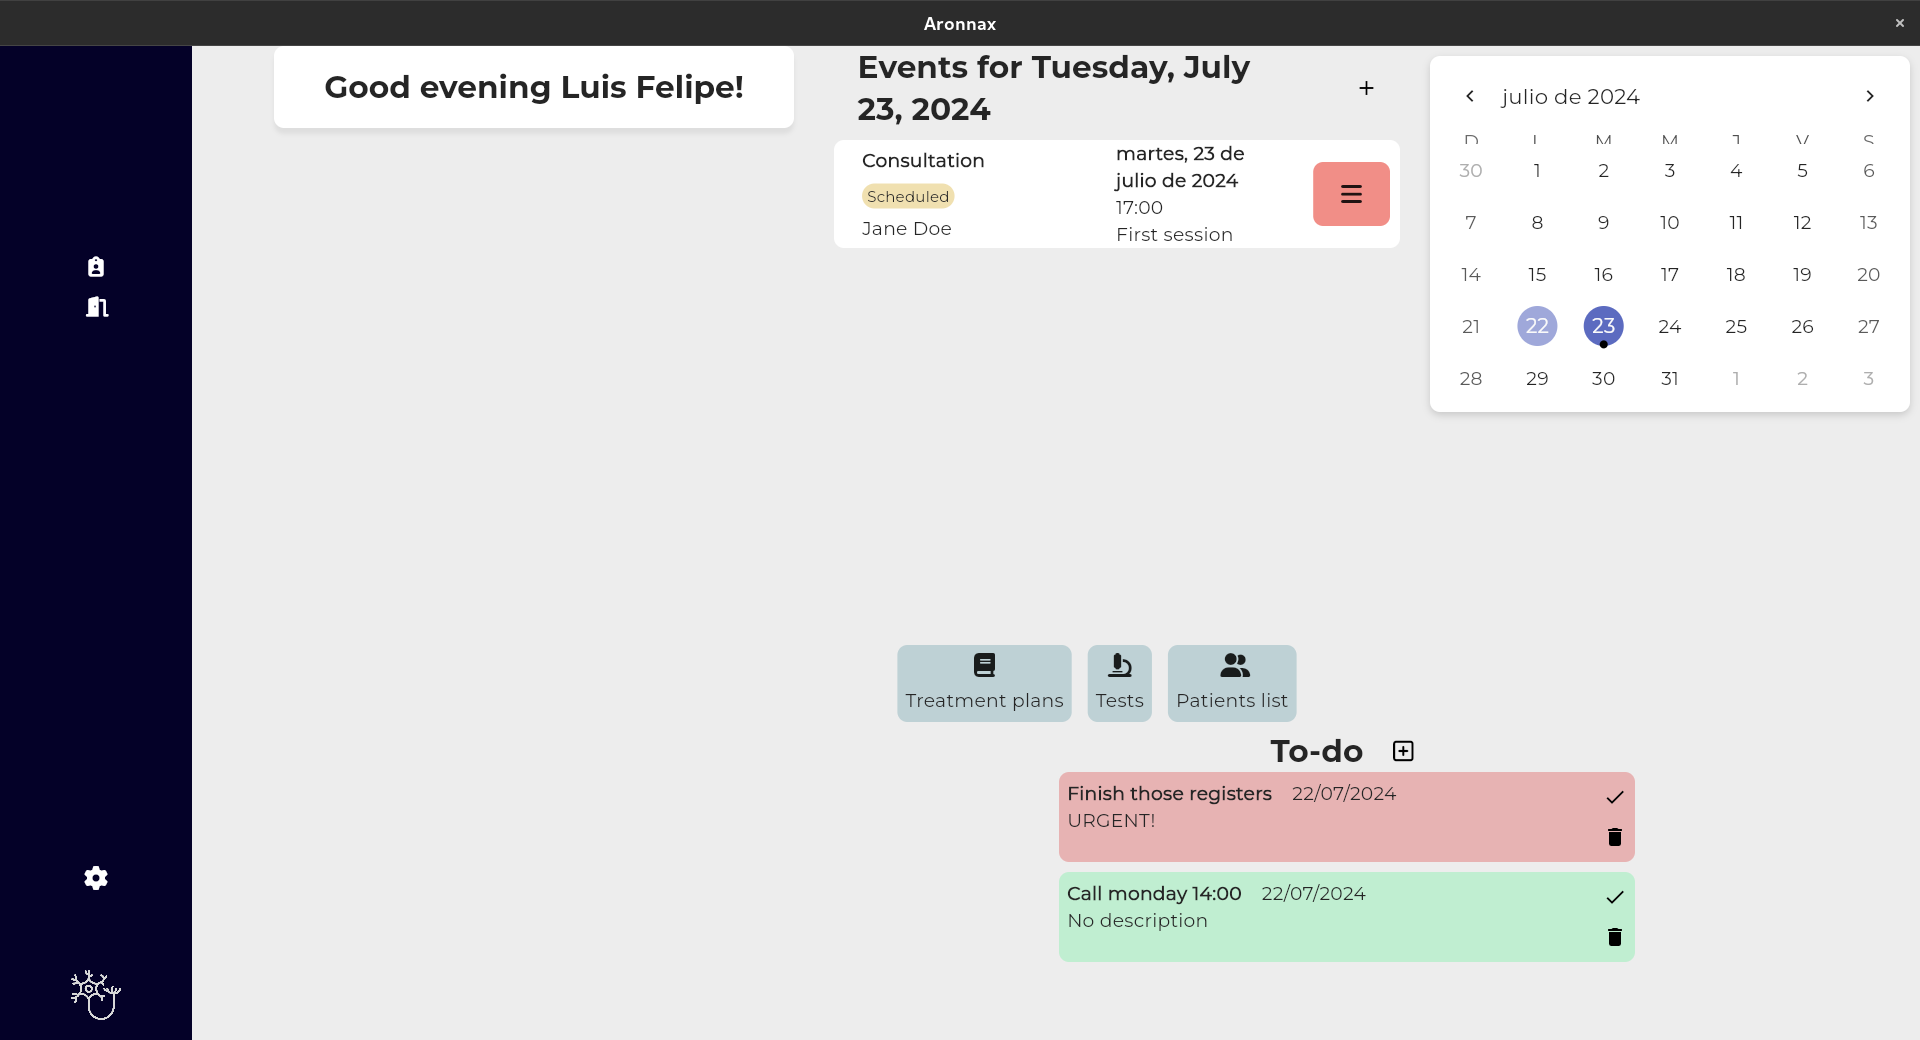 Aronnax
Good evening Luis Felipe!
Events for Tuesday, July
23, 2024
Consultation
Scheduled
Jane Doe
martes, 23 de
julio de 2024
17:00
First session
julio de 2024
D L M M J V S
30 1 2 3 4 5 6
7 8 9 10 11 12 13
14 15 16 17 18 19 20
21 22 23 24 25 26 27
28 29 30 31 1 2 3
Treatment plans
Tests
Patients list
To-do
Finish those registers 22/07/2024
URGENT!
Call monday 14:00 22/07/2024
No description